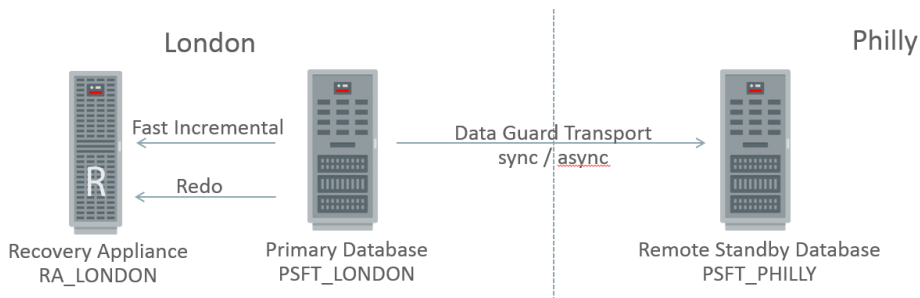 London
Philly
Fast Incremental
Data Guard Transport
sync / async
R
Redo
Recovery Appliance
RA_LONDON
Primary Database
PSFT_LONDON
Remote Standby Database
PSFT_PHILLY